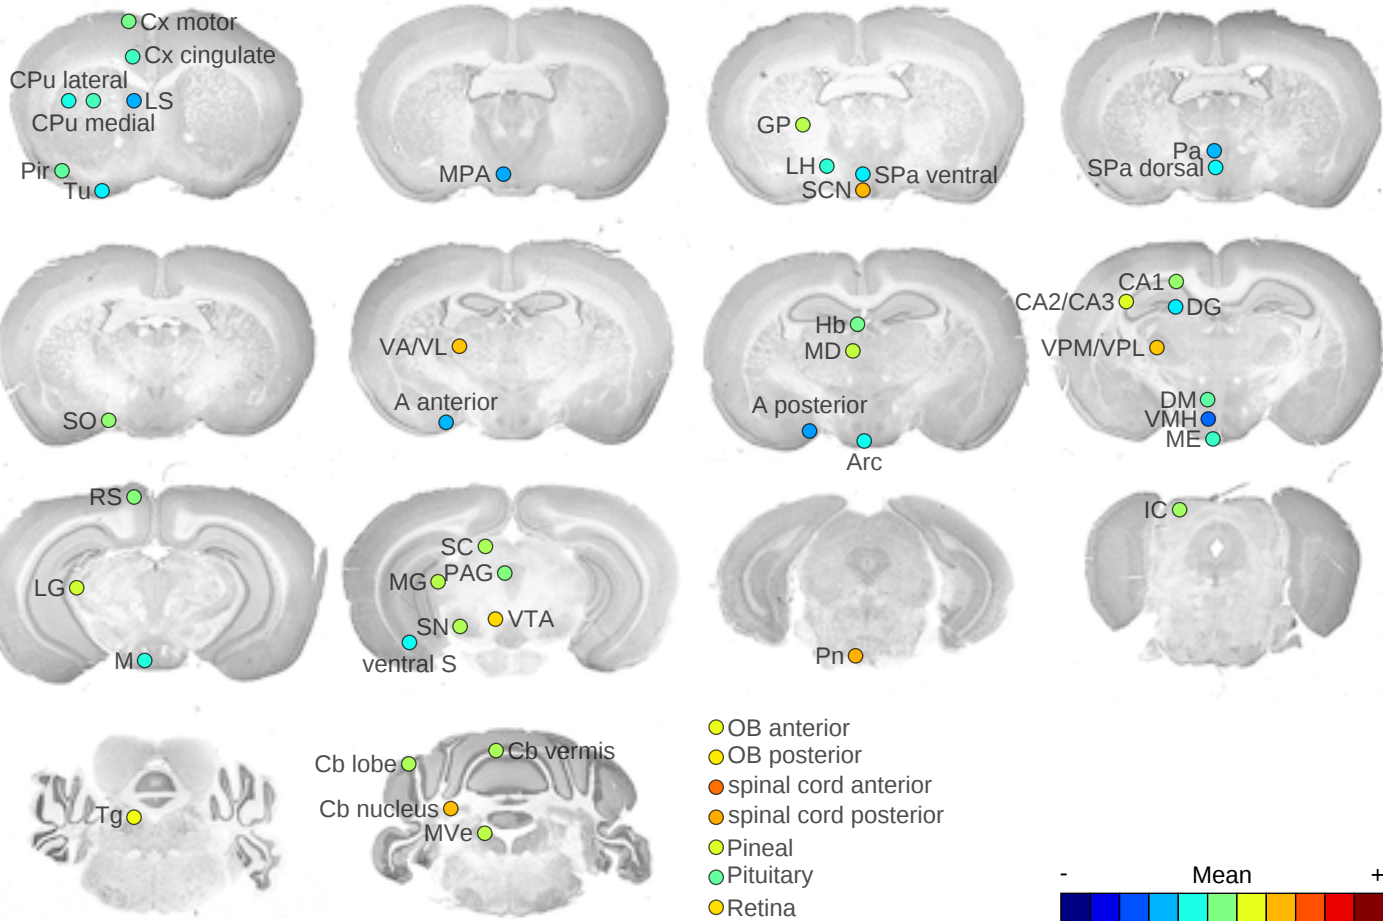 Cx motor
Cx cingulate
CPu lateral
LS
CPu medial
Pir
Tu
MPA
GP
LH
SPa ventral
SCN
Pa
SPa dorsal
SO
VA/VL
A anterior
Hb
MD
A posterior
Arc
CA1
CA2/CA3
DG
VPM/VPL
DM
VMH
ME
RS
LG
M
SC
PAG
MG
VTA
SN
ventral S
Pn
IC
Tg
Cb vermis
Cb lobe
Cb nucleus
MVe
OB anterior
OB posterior
spinal cord anterior
spinal cord posterior
Pineal
Pituitary
Retina
- Mean +